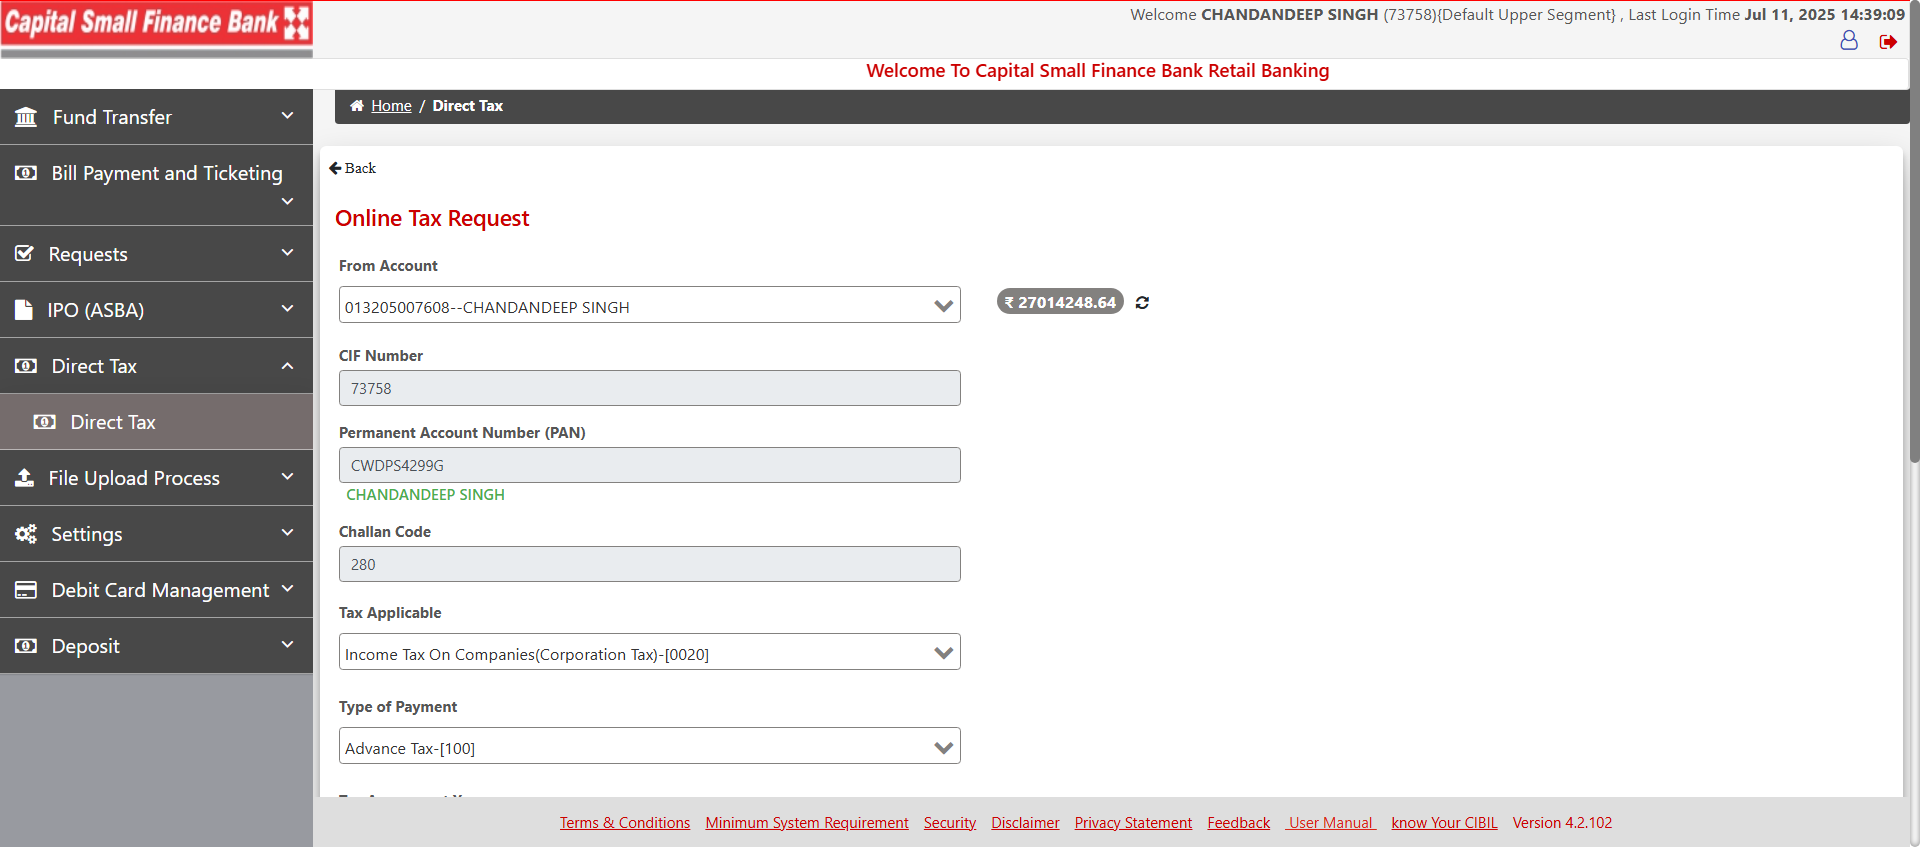 Capital Small Finance Bank
Welcome CHANDANDEEP SINGH (73758){Default Upper Segment} , Last Login Time Jul 11, 2025 14:39:09
Welcome To Capital Small Finance Bank Retail Banking
Fund Transfer
Bill Payment and Ticketing
Requests
IPO (ASBA)
Direct Tax
Direct Tax
File Upload Process
Settings
Debit Card Management
Deposit
Home / Direct Tax
Back
Online Tax Request
From Account
013205007608--CHANDANDEEP SINGH
₹ 27014248.64
CIF Number
73758
Permanent Account Number (PAN)
CWDPS4299G
CHANDANDEEP SINGH
Challan Code
280
Tax Applicable
Income Tax On Companies(Corporation Tax)-[0020]
Type of Payment
Advance Tax-[100]
Terms & Conditions Minimum System Requirement Security Disclaimer Privacy Statement Feedback User Manual know Your CIBIL Version 4.2.102